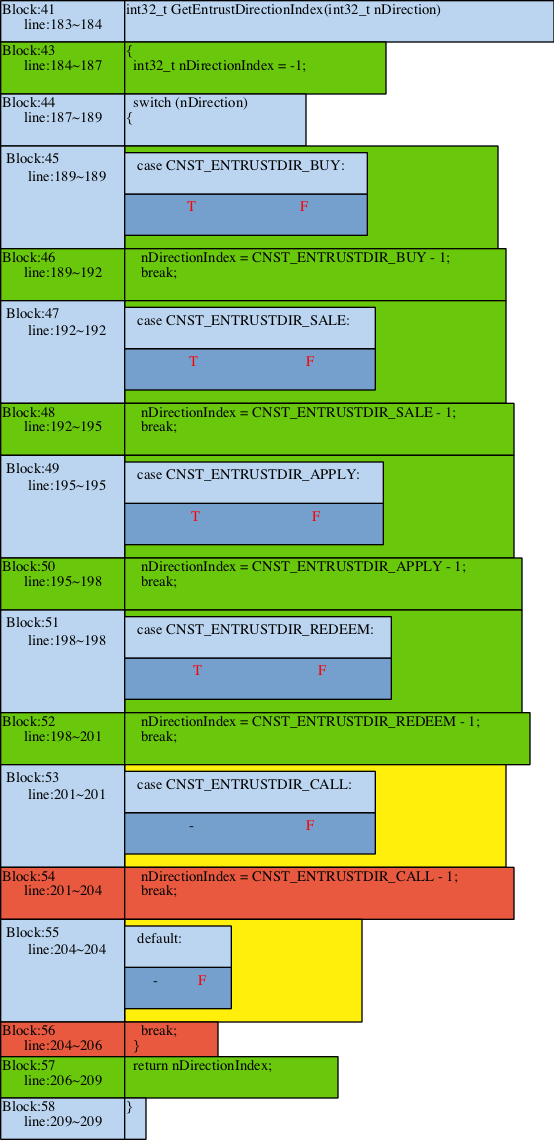 Block:41 int32_t GetEntrustDirectionIndex(int32_t nDirection)
line:183~184
Block:43 {
line:184~187 int32_t nDirectionIndex = -1;
Block:44 switch (nDirection)
line:187~189 {
Block:45
case CNST_ENTRUSTDIR_BUY:
line:189~189
T F
Block:46 nDirectionIndex = CNST_ENTRUSTDIR_BUY - 1;
line:189~192 break;
Block:47
case CNST_ENTRUSTDIR_SALE:
line:192~192
T F
Block:48 nDirectionIndex = CNST_ENTRUSTDIR_SALE - 1;
line:192~195 break;
Block:49
case CNST_ENTRUSTDIR_APPLY:
line:195~195
T F
Block:50 nDirectionIndex = CNST_ENTRUSTDIR_APPLY - 1;
line:195~198 break;
Block:51
case CNST_ENTRUSTDIR_REDEEM:
line:198~198
T F
Block:52 nDirectionIndex = CNST_ENTRUSTDIR_REDEEM - 1;
line:198~201 break;
Block:53
case CNST_ENTRUSTDIR_CALL:
line:201~201
- F
Block:54 nDirectionIndex = CNST_ENTRUSTDIR_CALL - 1;
line:201~204 break;
Block:55
default:
line:204~204
- F
Block:56 break;
line:204~206 }
Block:57 return nDirectionIndex;
line:206~209
Block:58 }
line:209~209